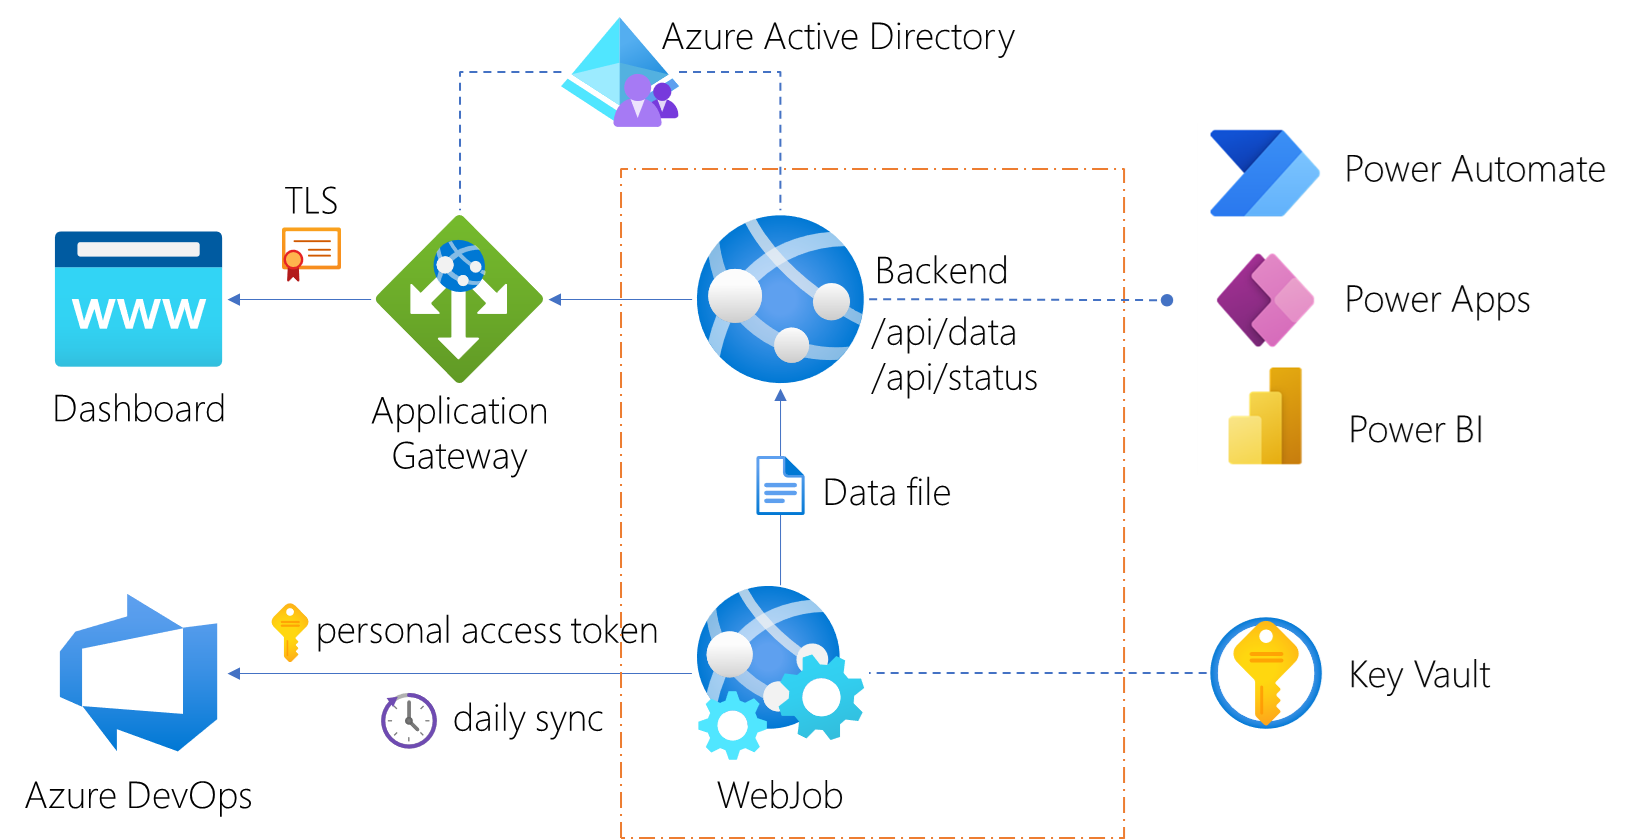 Azure Active Directory
Power Automate
TLS
www
Dashboard
Application
Gateway
Backend
/api/data
/api/status
Power Apps
Power BI
Data file
personal access token
daily sync
Azure DevOps
WebJob
Key Vault